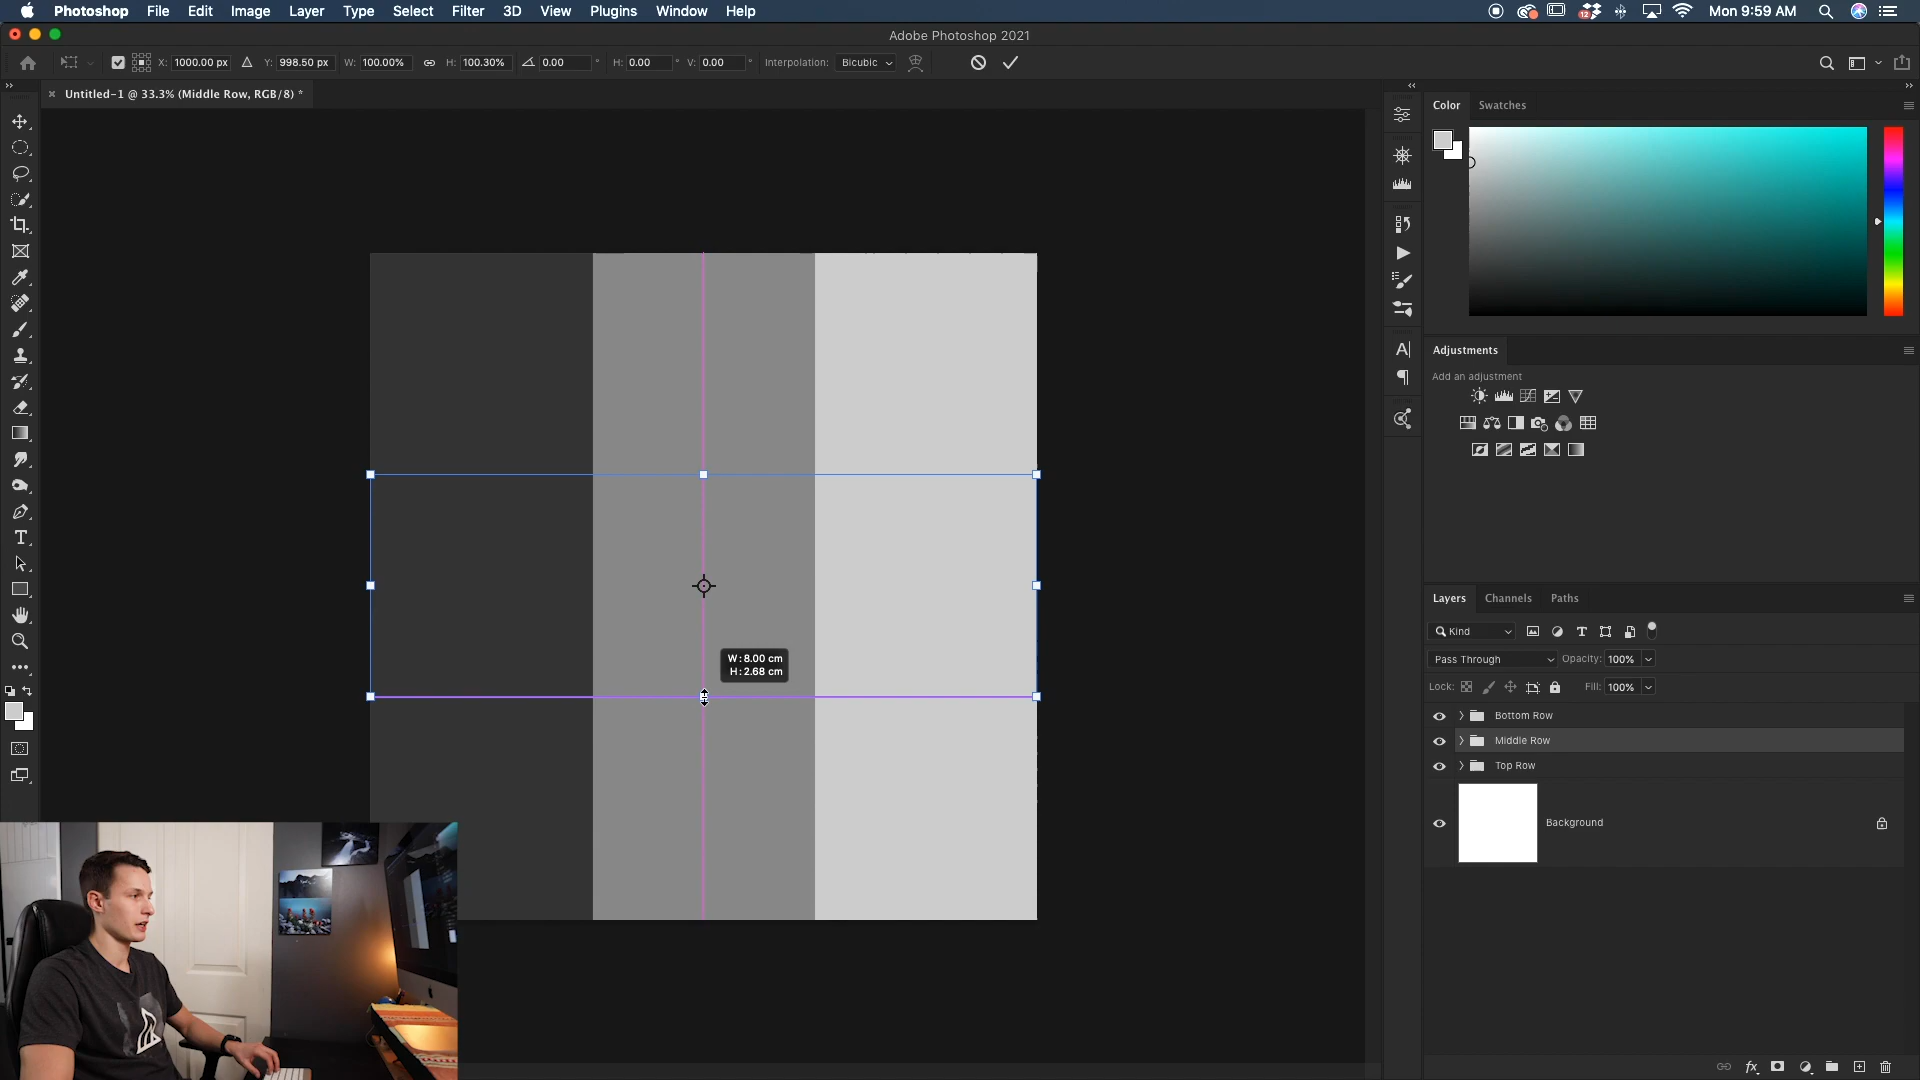 Photoshop File Edit Image Layer Type Select Filter 3D View Plugins Window Help 12 Mon 9:59 AM
Adobe Photoshop 2021
X: 1000.00 px Y: 998.50 px W: 100.00% H: 100.30% 0.00 ° H: 0.00 ° V: 0.00 ° Interpolation: Bicubic
Untitled-1 @ 33.3% (Middle Row, RGB/8) *
Color Swatches
Adjustments
Add an adjustment
W: 8.00 cm
H: 2.68 cm
Layers Channels Paths
Kind
Pass Through Opacity: 100%
Lock: Fill: 100%
Bottom Row
Middle Row
Top Row
Background